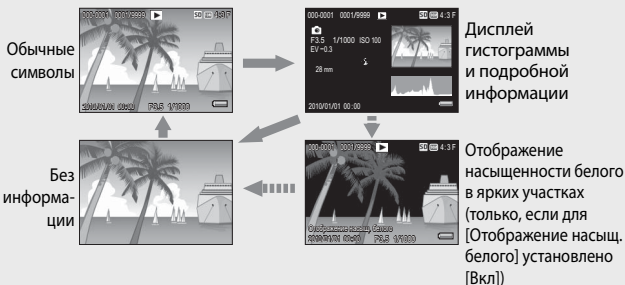 Обычные
символы
000-0001 0001/9999 4:3 F
2010/01/01 00:00 F3.5 1/1000
000-0001 0001/9999 4:3 F
F3.5 1/1000 ISO 100
EV −0.3
28 mm
2010/01/01 00:00
Дисплей
гистограммы
и подробной
информации
Без
информа-
ции
000-0001 0001/9999 4:3 F
Отображение насыщ. белого
2010/01/01 00:00 F3.5 1/1000
Отображение
насыщенности белого
в ярких участках
(только, если для
[Отображение насыщ.
белого] установлено
[Вкл])